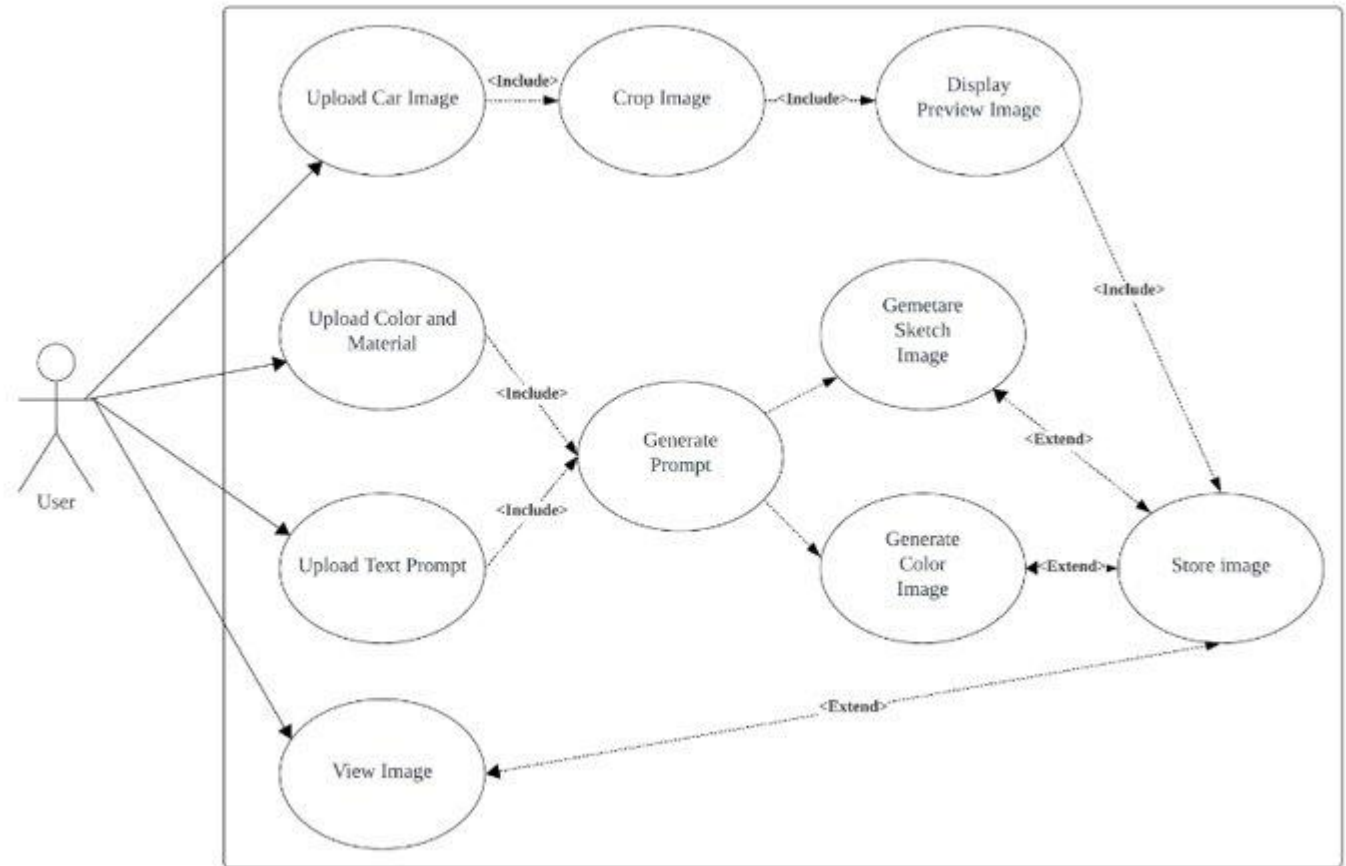 Upload Car Image
<Include>
Crop Image
<Include>
Display
Preview Image
<Include>
Upload Color and
Material
<Include>
Gemetare
Sketch
Image
<Extend>
Generate
Prompt
User
<Include>
Upload Text Prompt
Generate
Color
Image
<Extend>
Store image
<Extend>
View Image